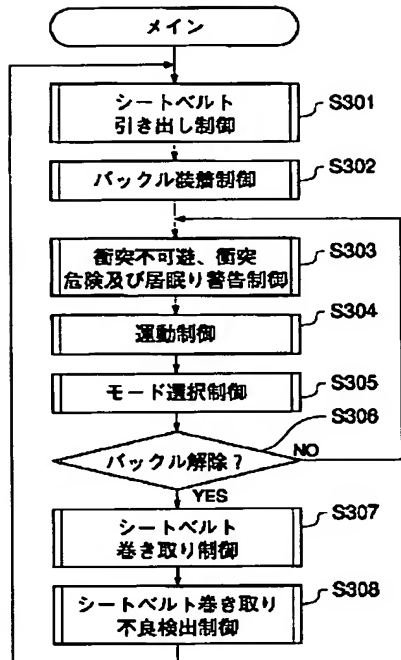 メイン
シートベルト
引き出し制御
S301
バックル装着制御
S302
衝突不可避、衝突
危険及び居眠り警告制御
S303
運動制御
S304
モード選択制御
S305
バックル解除？
S306
NO
YES
シートベルト
巻き取り制御
S307
シートベルト巻き取り
不良検出制御
S308